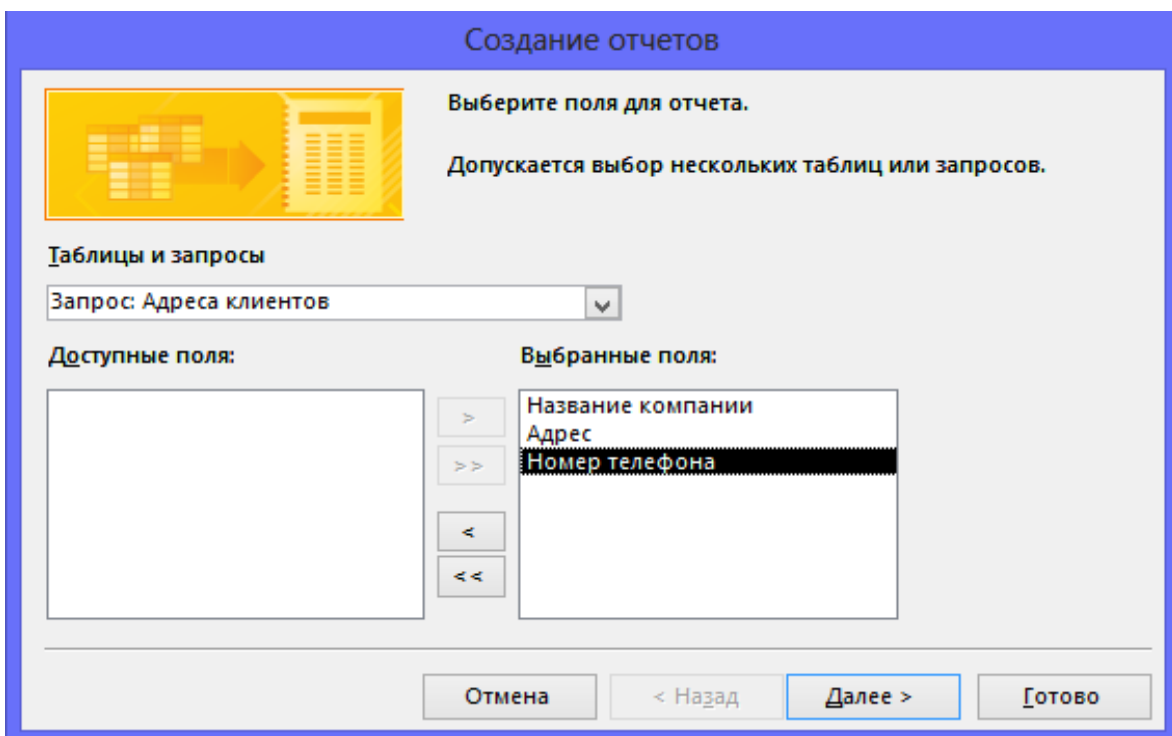 Создание отчетов
Выберите поля для отчета.
Допускается выбор нескольких таблиц или запросов.
Таблицы и запросы
Запрос: Адреса клиентов
Доступные поля:
Выбранные поля:
>
>>
<
<<
Название компании
Адрес
Номер телефона
Отмена
< Назад
Далее >
Готово